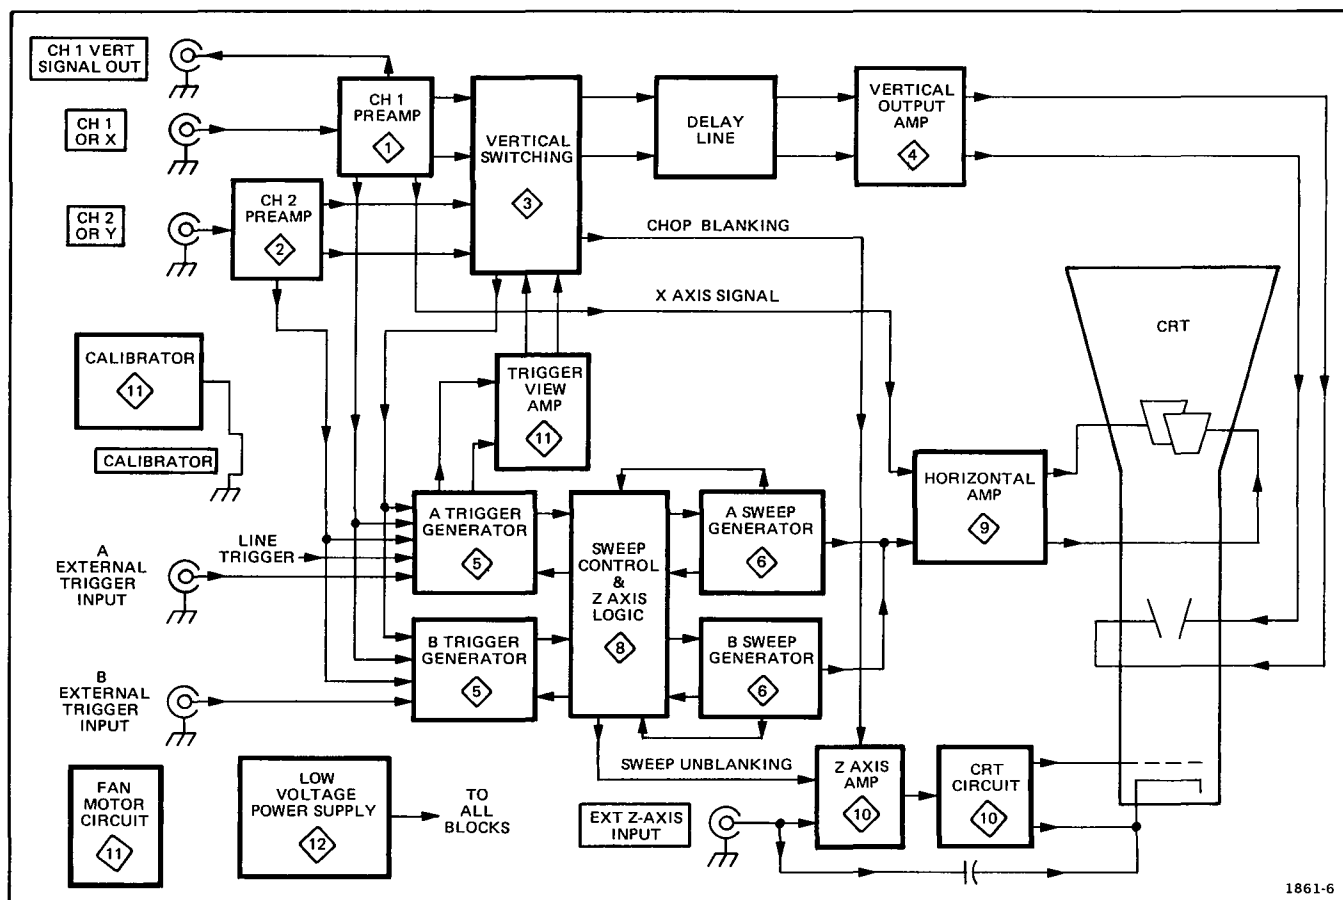 CH 1 VERT
SIGNAL OUT
CH 1
OR X
CH 2
OR Y
CH 1
PREAMP
1
CH 2
PREAMP
2
VERTICAL
SWITCHING
3
DELAY
LINE
VERTICAL
OUTPUT
AMP
4
CHOP BLANKING
X AXIS SIGNAL
CRT
CALIBRATOR
11
CALIBRATOR
TRIGGER
VIEW
AMP
11
HORIZONTAL
AMP
9
A
EXTERNAL
TRIGGER
INPUT
LINE
TRIGGER
A TRIGGER
GENERATOR
5
SWEEP
CONTROL
&
Z AXIS
LOGIC
8
A SWEEP
GENERATOR
6
B
EXTERNAL
TRIGGER
INPUT
B TRIGGER
GENERATOR
5
B SWEEP
GENERATOR
6
SWEEP UNBLANKING
FAN
MOTOR
CIRCUIT
11
LOW
VOLTAGE
POWER SUPPLY
12
TO
ALL
BLOCKS
EXT Z-AXIS
INPUT
Z AXIS
AMP
10
CRT
CIRCUIT
10
1861-6